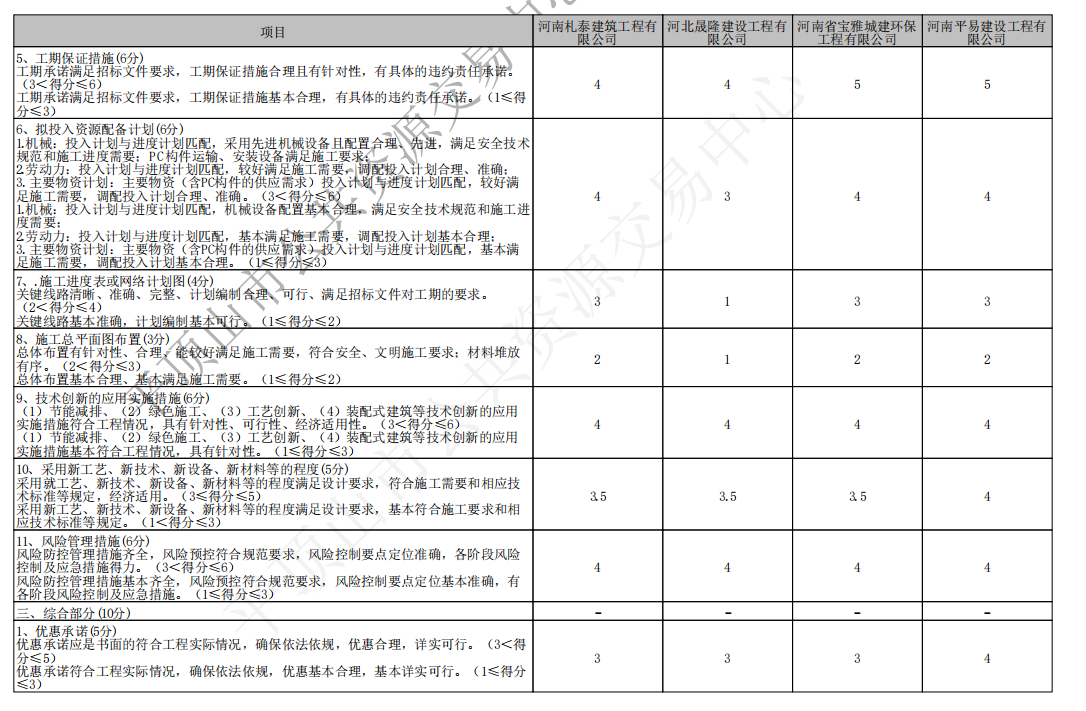 项目
河南札泰建筑工程有
限公司
河北晟隆建设工程有
限公司
河南省宝雅城建环保
工程有限公司
河南平易建设工程有
限公司
5、工期保证措施(6分)
工期承诺满足招标文件要求，工期保证措施合理且有针对性，有具体的违约责任承诺。
（3＜得分≤6）
工期承诺满足招标文件要求，工期保证措施基本合理，有具体的违约责任承诺。（1≤得
分≤3）
4
4
5
5
6、拟投入资源配备计划(6分)
1.机械：投入计划与进度计划匹配，采用先进机械设备且配置合理、先进，满足安全技术
规范和施工进度需要；PC构件运输、安装设备满足施工要求；
2.劳动力：投入计划与进度计划匹配，较好满足施工需要，调配投入计划合理、准确；
3.主要物资计划：主要物资（含PC构件的供应需求）投入计划与进度计划匹配，较好满
足施工需要，调配投入计划合理、准确。（3＜得分≤6）
1.机械：投入计划与进度计划匹配，机械设备配置基本合理，满足安全技术规范和施工进
度需要；
2.劳动力：投入计划与进度计划匹配，基本满足施工需要，调配投入计划基本合理；
3.主要物资计划：主要物资（含PC构件的供应需求）投入计划与进度计划匹配，基本满
足施工需要，调配投入计划基本合理。（1≤得分≤3）
4
3
4
4
7、.施工进度表或网络计划图(4分)
关键线路清晰、准确、完整、计划编制合理、可行、满足招标文件对工期的要求。
（2＜得分≤4）
关键线路基本准确，计划编制基本可行。（1≤得分≤2）
3
1
3
3
8、施工总平面图布置(3分)
总体布置有针对性、合理、能较好满足施工需要，符合安全、文明施工要求；材料堆放
有序。（2＜得分≤3）
总体布置基本合理、基本满足施工需要。（1≤得分≤2）
2
1
2
2
9、技术创新的应用实施措施(6分)
（1）节能减排、（2）绿色施工、（3）工艺创新、（4）装配式建筑等技术创新的应用
实施措施符合工程情况，具有针对性、可行性、经济适用性。（3＜得分≤6）
（1）节能减排、（2）绿色施工、（3）工艺创新、（4）装配式建筑等技术创新的应用
实施措施基本符合工程情况，具有针对性。（1≤得分≤3）
4
4
4
4
10、采用新工艺、新技术、新设备、新材料等的程度(5分)
采用就工艺、新技术、新设备、新材料等的程度满足设计要求，符合施工需要和相应技
术标准等规定，经济适用。（3≤得分≤5）
采用新工艺、新技术、新设备、新材料等的程度满足设计要求，基本符合施工要求和相
应技术标准等规定。（1＜得分≤3）
3.5
3.5
3.5
4
11、风险管理措施(6分)
风险防控管理措施齐全，风险预控符合规范要求，风险控制要点定位准确，各阶段风险
控制及应急措施得力。（3＜得分≤6）
风险防控管理措施基本齐全，风险预控符合规范要求，风险控制要点定位基本准确，有
各阶段风险控制及应急措施。（1≤得分≤3）
4
4
4
4
三、综合部分(10分)
-
-
-
-
1、优惠承诺(5分)
优惠承诺应是书面的符合工程实际情况，确保依法依规，优惠合理，详实可行。（3＜
得分≤5）
优惠承诺符合工程实际情况，确保依法依规，优惠基本合理，基本详实可行。（1≤得分
≤3）
3
3
3
4
平顶山市公共资源交易中心
平顶山市公共资源交易中心